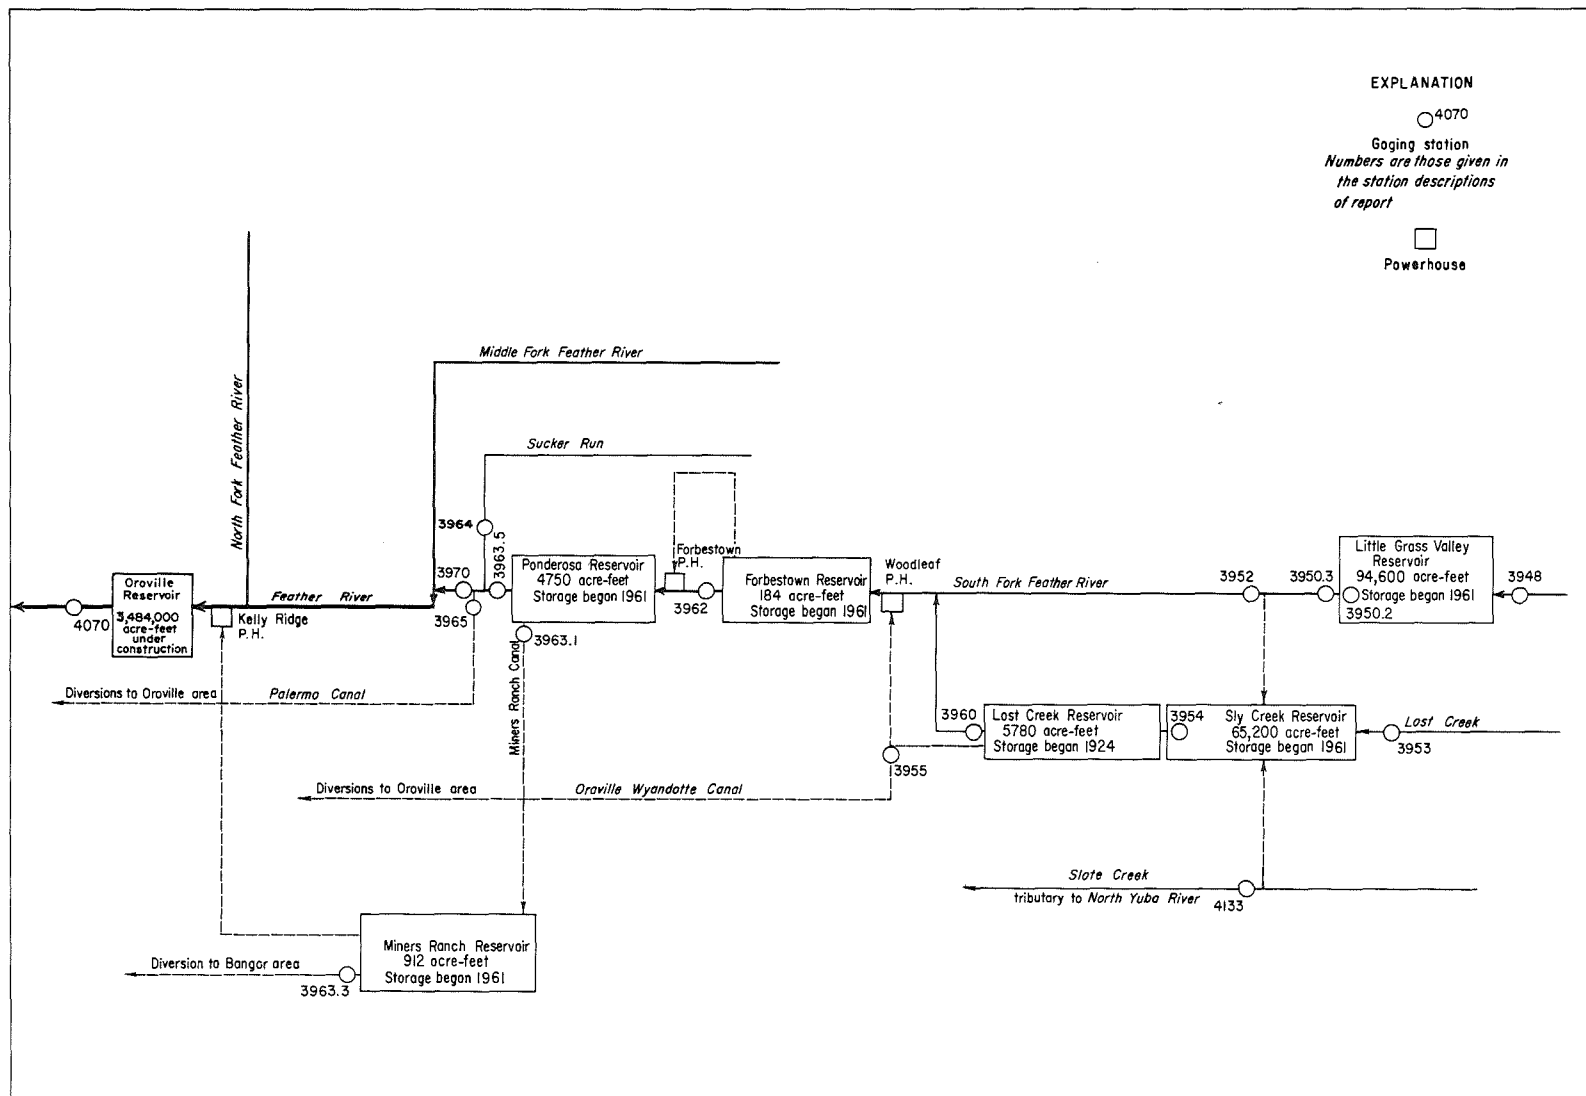 EXPLANATION
4070
Goging station
Numbers are those given in
the station descriptions
of report
Powerhouse
North Fork Feather River
Middle Fork Feather River
Sucker Run
3964
3963.5
3970
3965
Ponderosa Reservoir
4750 acre-feet
Storage began 1961
Forbestown
P.H.
3962
Forbestown Reservoir
184 acre-feet
Storage began 1961
Woodleaf
P.H.
South Fork Feather River
3952
3950.3
Little Grass Valley
Reservoir
94,600 acre-feet
Storage began 1961
3950.2
3948
Oroville
Reservoir
3,484,000
acre-feet
under
construction
4070
Feather River
Kelly Ridge
P.H.
3963.1
Miners Ranch Canal
Diversions to Oroville area
Palermo Canal
3960
Lost Creek Reservoir
5780 acre-feet
Storage began 1924
3954
Sly Creek Reservoir
65,200 acre-feet
Storage began 1961
Lost Creek
3953
3955
Diversions to Oroville area
Oroville Wyandotte Canal
Slate Creek
tributary to North Yuba River
4133
Miners Ranch Reservoir
912 acre-feet
Storage began 1961
Diversion to Bangor area
3963.3